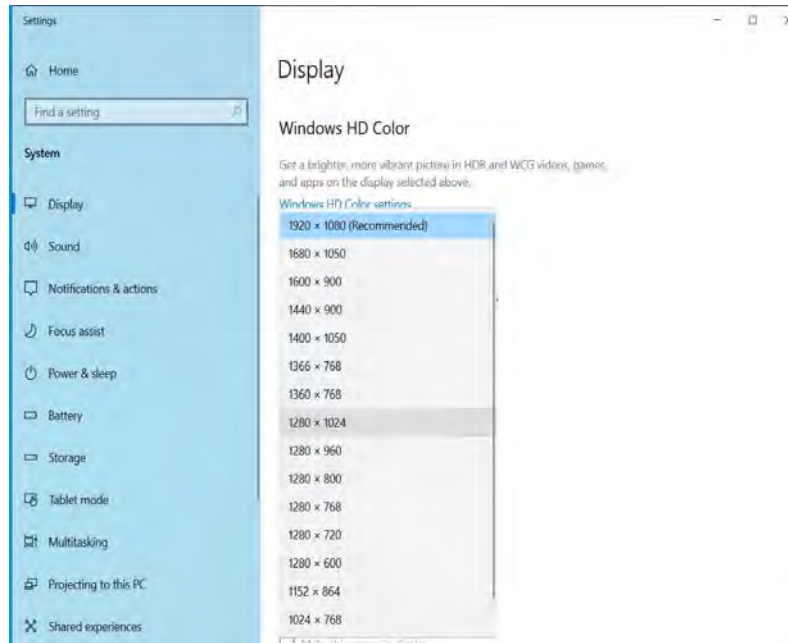 Settings
Home
Find a setting
System
Display
Sound
Notifications & actions
Focus assist
Power & sleep
Battery
Storage
Tablet mode
Multitasking
Projecting to this PC
Shared experiences
Display
Windows HD Color
Get a brighter, more vibrant picture in HDR and WCG videos, games,
and apps on the display selected above.
Windows HD Color settings
1920 × 1080 (Recommended)
1680 × 1050
1600 × 900
1440 × 900
1400 × 1050
1366 × 768
1360 × 768
1280 × 1024
1280 × 960
1280 × 800
1280 × 768
1280 × 720
1280 × 600
1152 × 864
1024 × 768